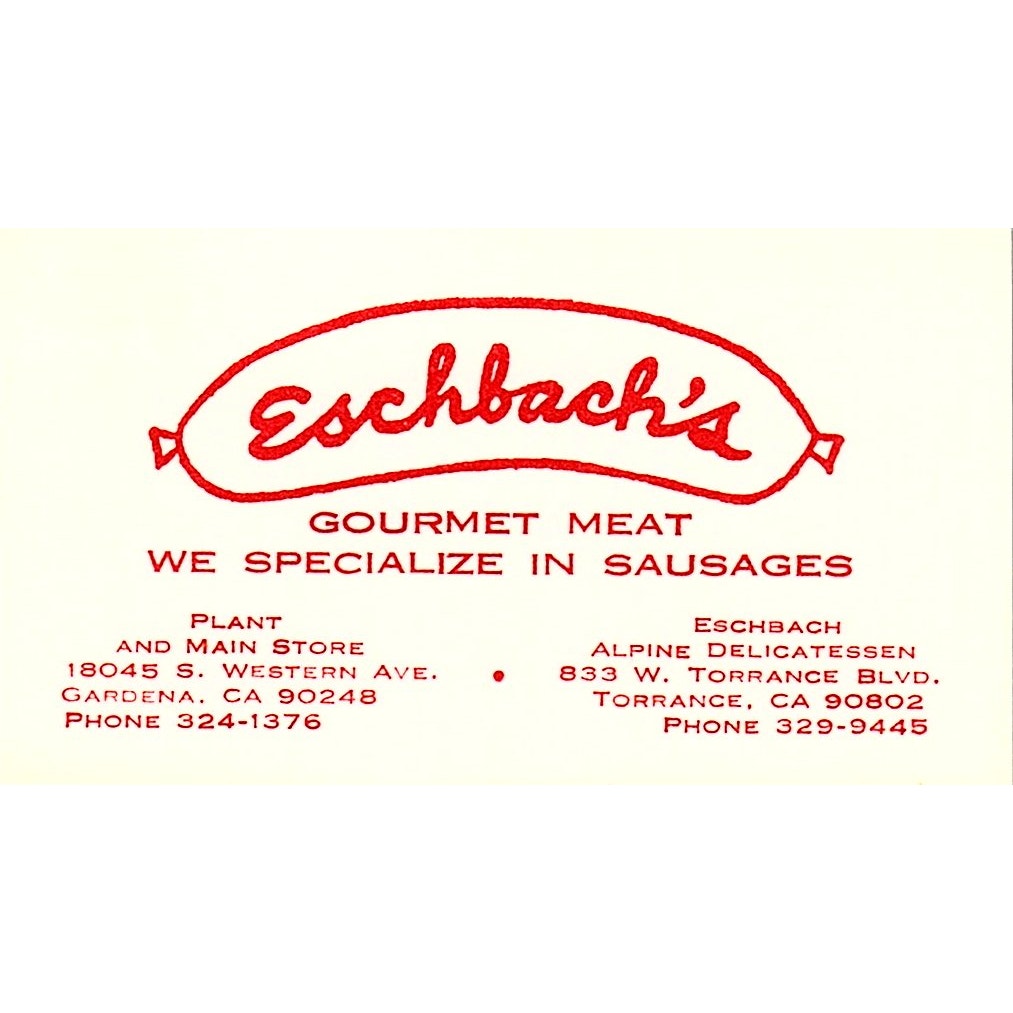 Eschbach's
GOURMET MEAT
WE SPECIALIZE IN SAUSAGES
PLANT
AND MAIN STORE
18045 S. WESTERN AVE.
GARDENA, CA 90248
PHONE 324-1376
•
ESCHBACH
ALPINE DELICATESSEN
833 W. TORRANCE BLVD.
TORRANCE, CA 90802
PHONE 329-9445